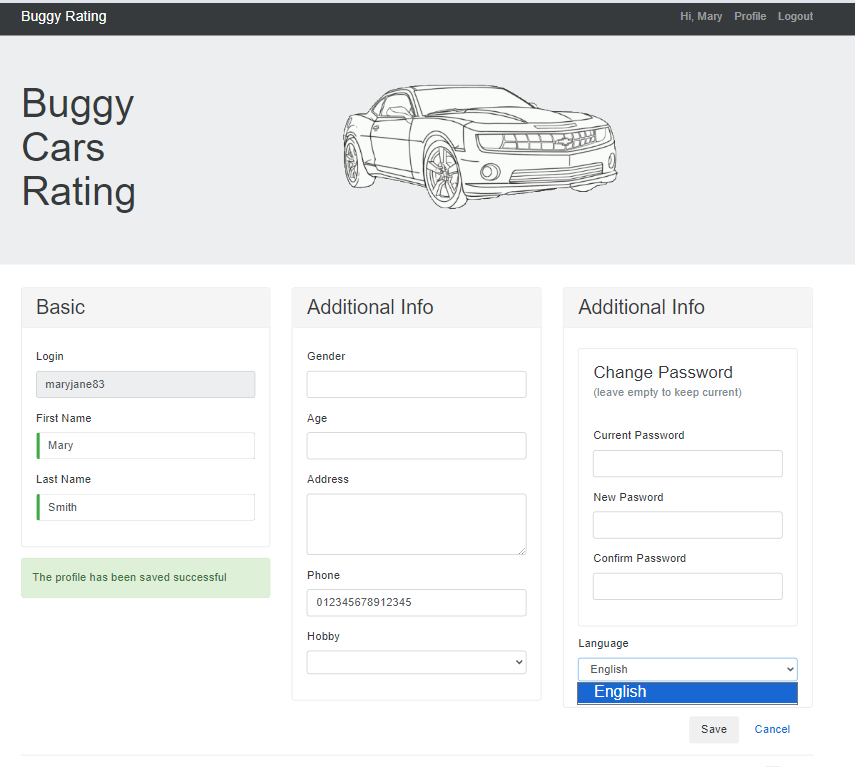 Buggy Rating
Hi, Mary Profile Logout
Buggy
Cars
Rating
Basic
Login
maryjane83
First Name
Mary
Last Name
Smith
The profile has been saved successful
Additional Info
Gender
Age
Address
Phone
012345678912345
Hobby
Additional Info
Change Password
(leave empty to keep current)
Current Password
New Pasword
Confirm Password
Language
English
English
Save Cancel